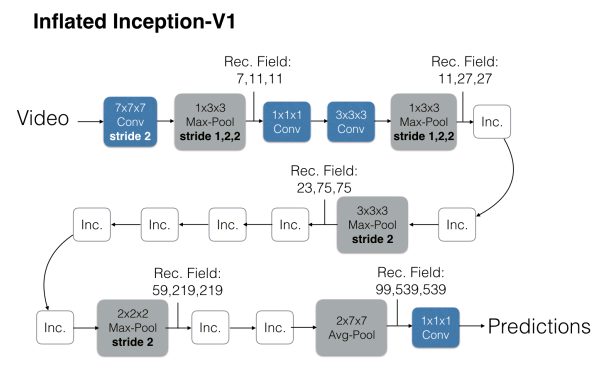 Inflated Inception-V1
Video
7x7x7
Conv
stride 2
1x3x3
Max-Pool
stride 1,2,2
Rec. Field:
7,11,11
1x1x1
Conv
3x3x3
Conv
1x3x3
Max-Pool
stride 1,2,2
Rec. Field:
11,27,27
Inc.
Inc.
3x3x3
Max-Pool
stride 2
Rec. Field:
23,75,75
Inc.
Inc.
Inc.
Inc.
Inc.
2x2x2
Max-Pool
stride 2
Rec. Field:
59,219,219
Inc.
Inc.
2x7x7
Avg-Pool
Rec. Field:
99,539,539
1x1x1
Conv
Predictions